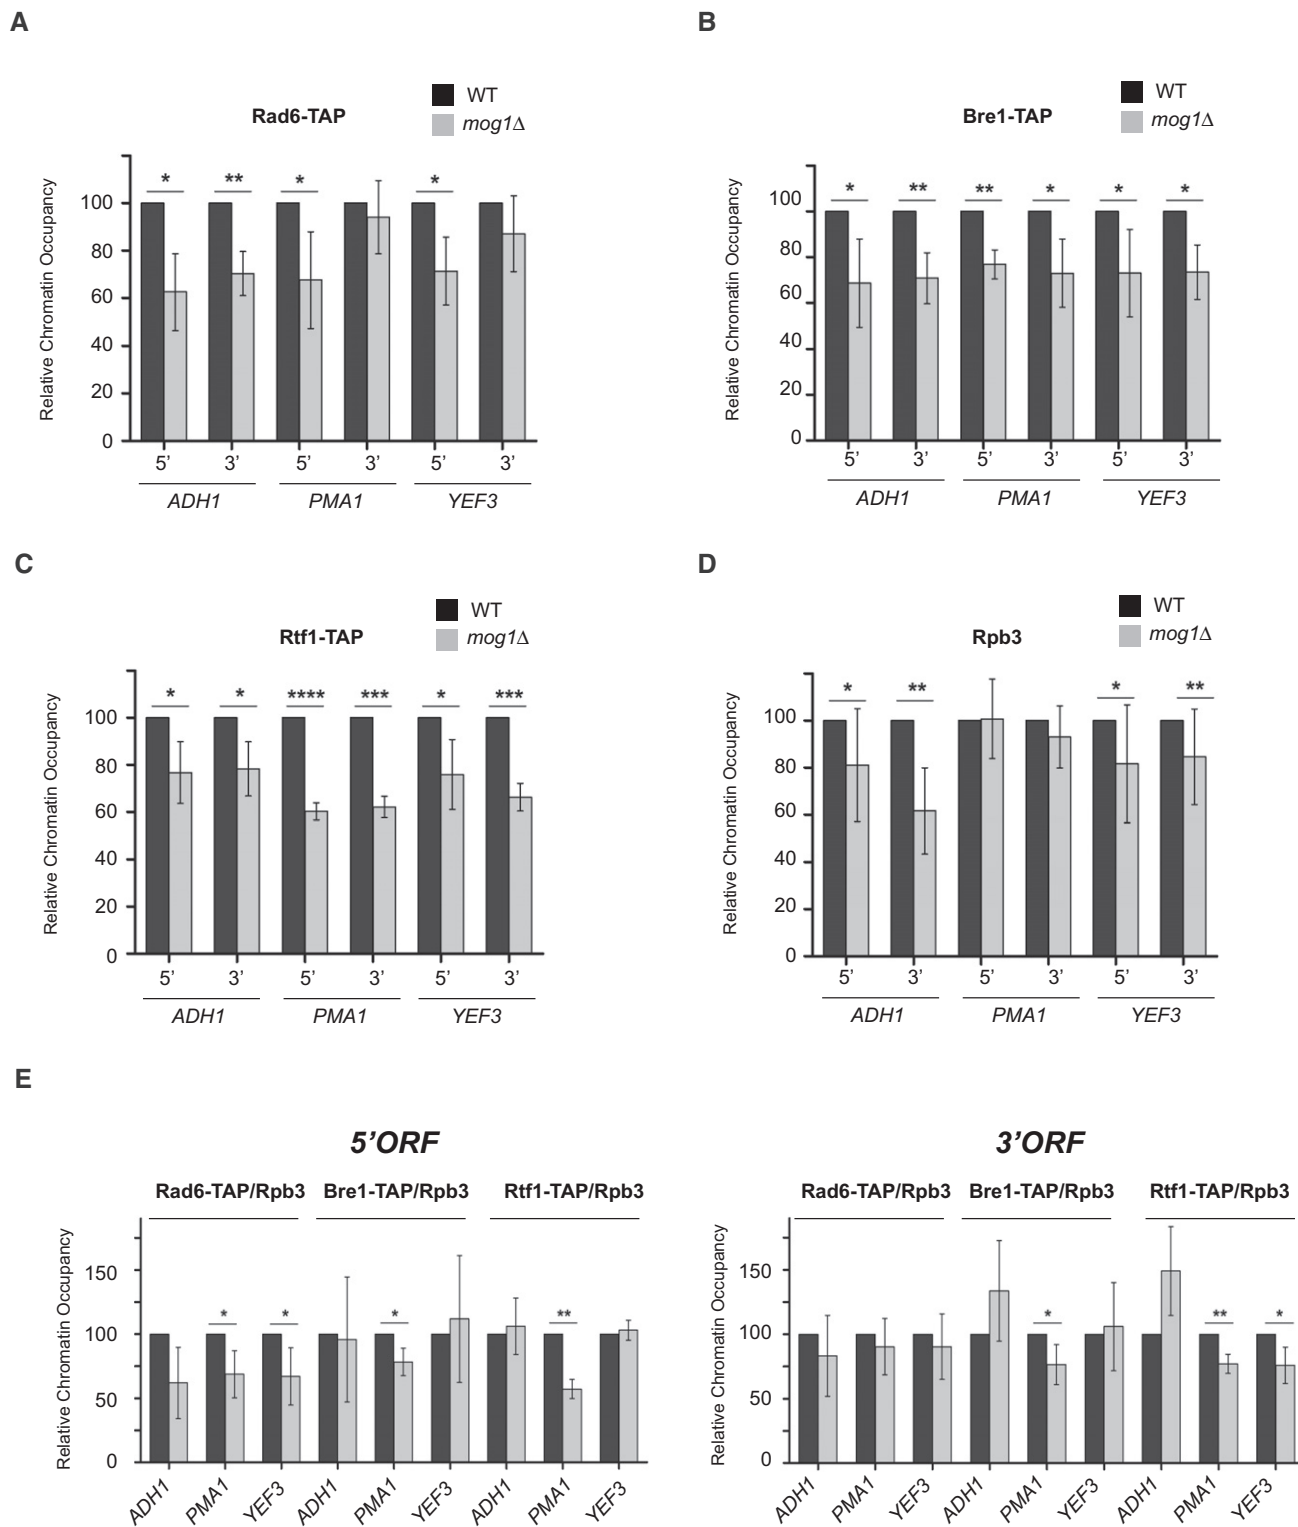 A
Rad6-TAP
WT
mog1Δ
Relative Chromatin Occupancy
100
80
60
40
20
0
* ** * *
5’ 3’ 5’ 3’ 5’ 3’
ADH1 PMA1 YEF3
B
Bre1-TAP
WT
mog1Δ
Relative Chromatin Occupancy
100
80
60
40
20
0
* ** ** * * *
5’ 3’ 5’ 3’ 5’ 3’
ADH1 PMA1 YEF3
C
Rtf1-TAP
WT
mog1Δ
Relative Chromatin Occupancy
100
80
60
40
20
0
* * **** *** * ***
5’ 3’ 5’ 3’ 5’ 3’
ADH1 PMA1 YEF3
D
Rpb3
WT
mog1Δ
Relative Chromatin Occupancy
100
80
60
40
20
0
* ** * **
5’ 3’ 5’ 3’ 5’ 3’
ADH1 PMA1 YEF3
E
5’ORF
Rad6-TAP/Rpb3 Bre1-TAP/Rpb3 Rtf1-TAP/Rpb3
Relative Chromatin Occupancy
150
100
50
0
* * * **
ADH1 PMA1 YEF3 ADH1 PMA1 YEF3 ADH1 PMA1 YEF3
3’ORF
Rad6-TAP/Rpb3 Bre1-TAP/Rpb3 Rtf1-TAP/Rpb3
Relative Chromatin Occupancy
150
100
50
0
* ** *
ADH1 PMA1 YEF3 ADH1 PMA1 YEF3 ADH1 PMA1 YEF3